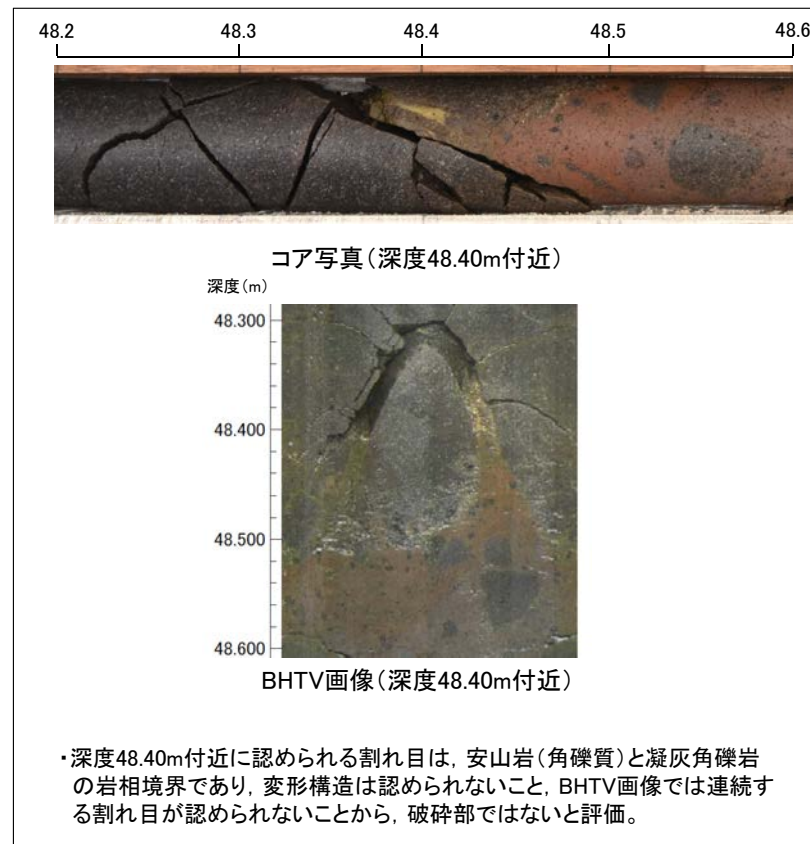 48.2 48.3 48.4 48.5 48.6
コア写真(深度48.40m付近)
深度(m)
48.300
48.400
48.500
48.600
BHTV画像(深度48.40m付近)
・深度48.40m付近に認められる割れ目は,安山岩(角礫質)と凝灰角礫岩
の岩相境界であり,変形構造は認められないこと,BHTV画像では連続す
る割れ目が認められないことから,破砕部ではないと評価。